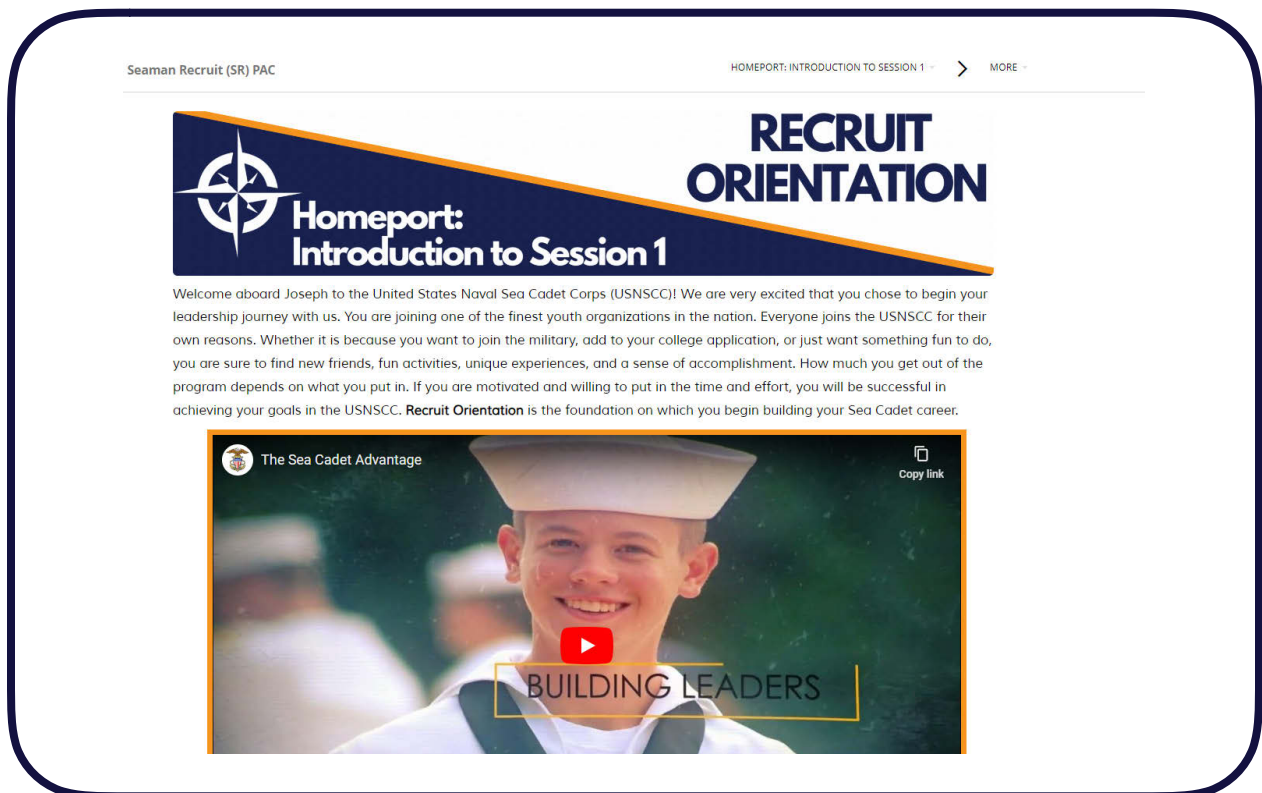 Seaman Recruit (SR) PAC
HOMEPORT: INTRODUCTION TO SESSION 1
MORE
RECRUIT
ORIENTATION
Homeport:
Introduction to Session 1
Welcome aboard Joseph to the United States Naval Sea Cadet Corps (USNSCC)! We are very excited that you chose to begin your
leadership journey with us. You are joining one of the finest youth organizations in the nation. Everyone joins the USNSCC for their
own reasons. Whether it is because you want to join the military, add to your college application, or just want something fun to do,
you are sure to find new friends, fun activities, unique experiences, and a sense of accomplishment. How much you get out of the
program depends on what you put in. If you are motivated and willing to put in the time and effort, you will be successful in
achieving your goals in the USNSCC. Recruit Orientation is the foundation on which you begin building your Sea Cadet career.
The Sea Cadet Advantage
Copy link
BUILDING LEADERS